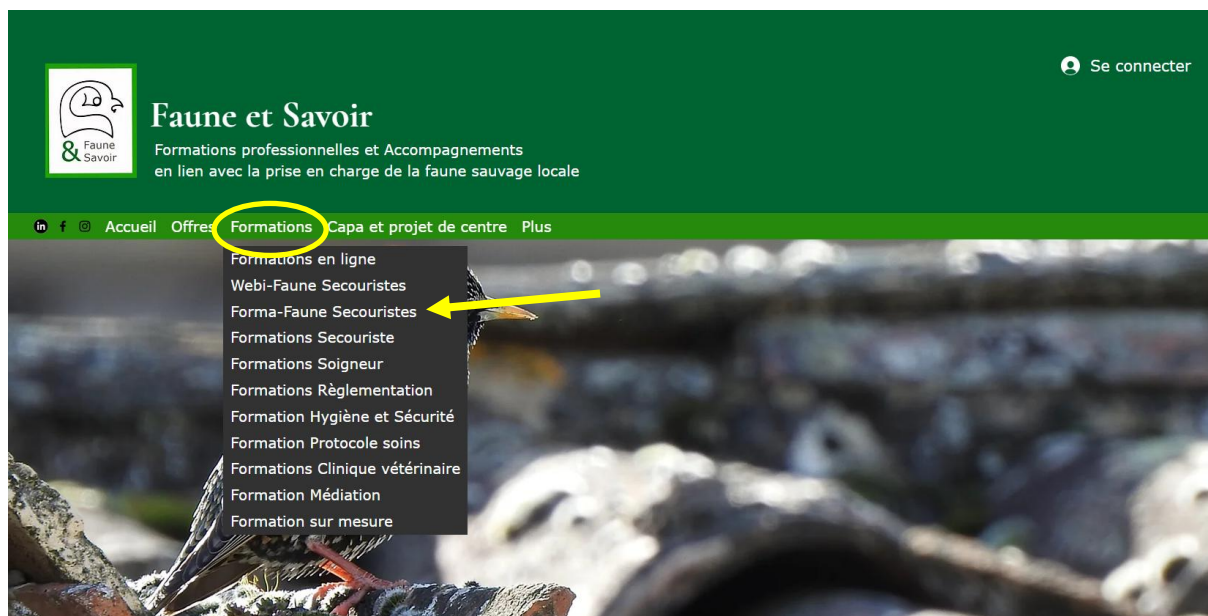 Se connecter
Faune et Savoir
& Faune
Savoir
Formations professionnelles et Accompagnements
en lien avec la prise en charge de la faune sauvage locale
in f Accueil Offres Formations Capa et projet de centre Plus
Formations en ligne
Webi-Faune Secouristes
Forma-Faune Secouristes
Formations Secouriste
Formations Soigneur
Formations Règlementation
Formation Hygiène et Sécurité
Formation Protocole soins
Formations Clinique vétérinaire
Formation Médiation
Formation sur mesure